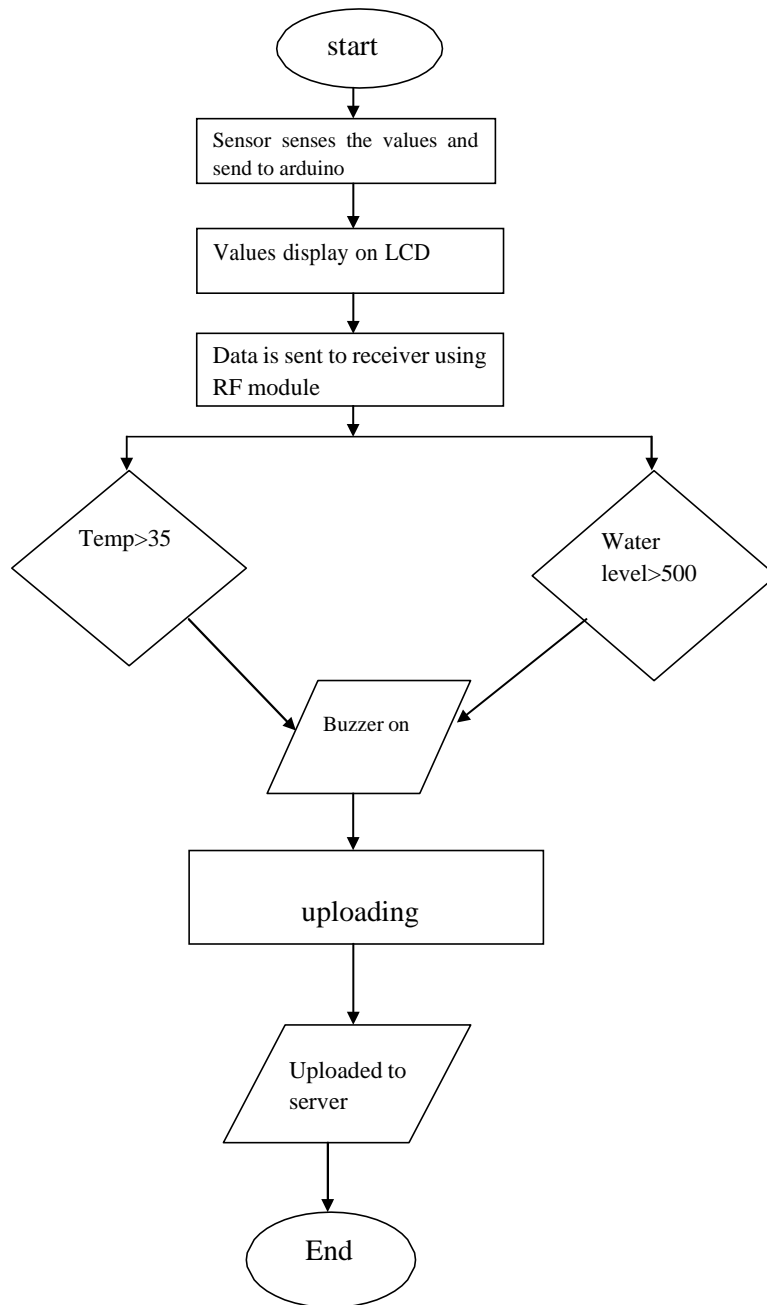 start
Sensor senses the values and
send to arduino
Values display on LCD
Data is sent to receiver using
RF module
Temp>35
Water
level>500
Buzzer on
uploading
Uploaded to
server
End